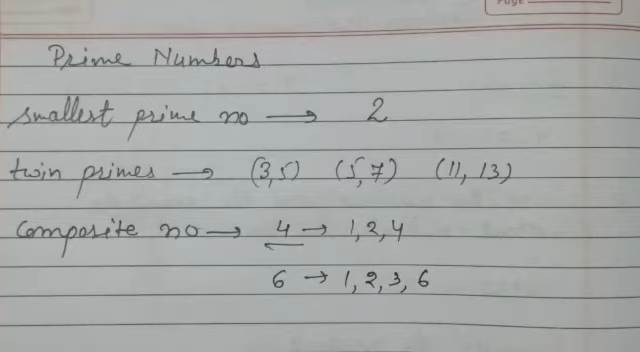 Page
Prime Numbers
smallest prime no → 2
twin primes → (3,5) (5,7) (11, 13)
Composite no → 4 → 1, 2, 4
6 → 1, 2, 3, 6